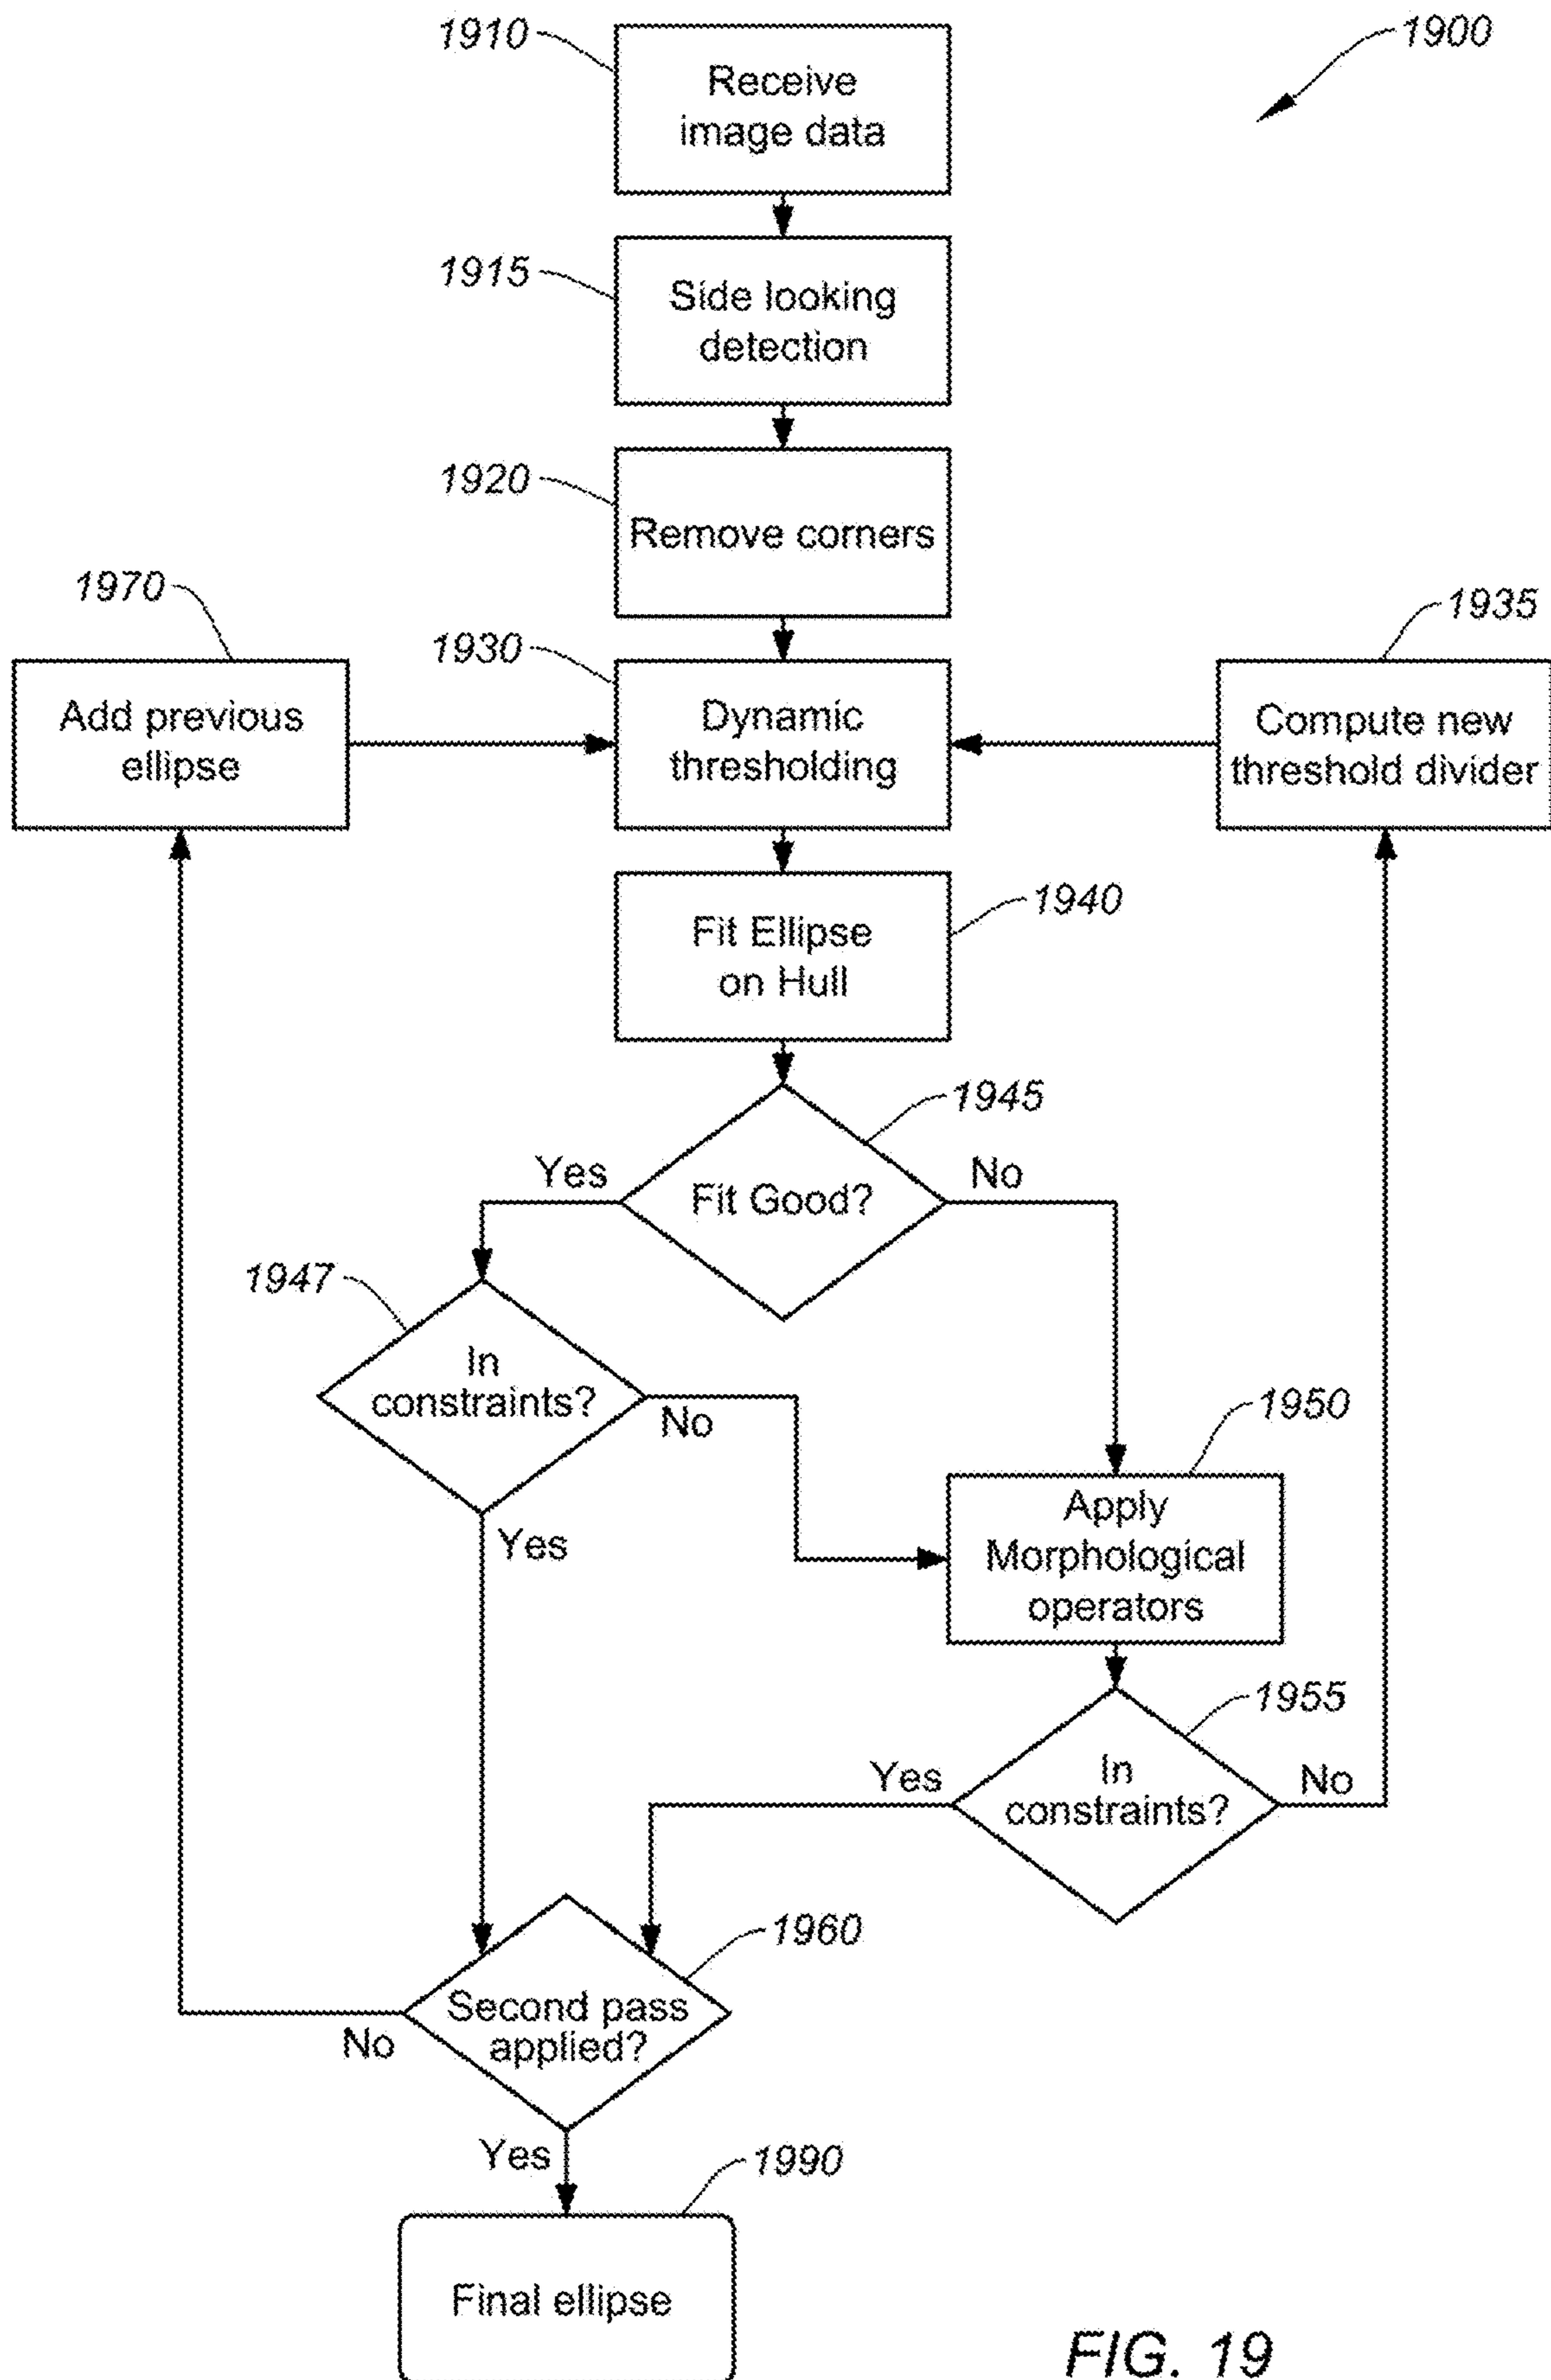 1910
1900
Receive
image data
1915
Side looking
detection
1920
Remove corners
1970
1930
1935
Add previous
ellipse
Dynamic
thresholding
Compute new
threshold divider
1940
Fit Ellipse
on Hull
1945
Yes
No
Fit Good?
1947
In
constraints?
No
1950
Yes
Apply
Morphological
operators
1955
Yes
In
constraints?
No
1960
Second pass
applied?
No
Yes
1990
Final ellipse
FIG. 19